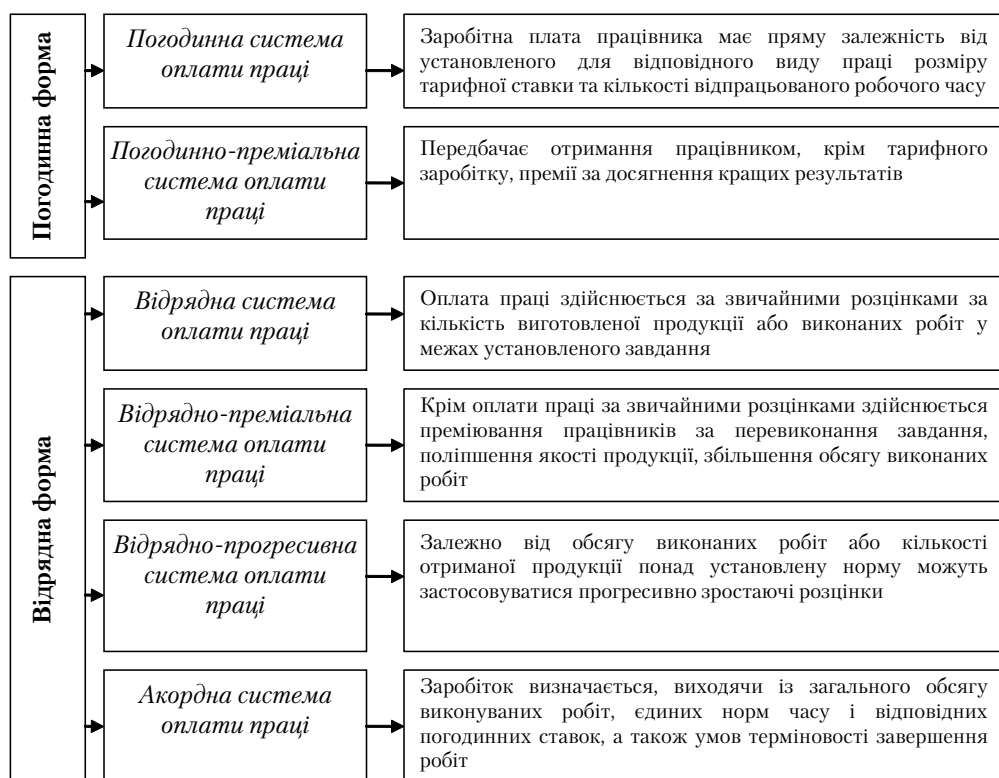 Погодинна форма
Погодинна система
оплати праці
Заробітна плата працівника має пряму залежність від
установленого для відповідного виду праці розміру
тарифної ставки та кількості відпрацьованого робочого часу
Погодинно-преміальна
система оплати
праці
Передбачає отримання працівником, крім тарифного
заробітку, премії за досягнення кращих результатів
Відрядна форма
Відрядна система
оплати праці
Оплата праці здійснюється за звичайними розцінками за
кількість виготовленої продукції або виконаних робіт у
межах установленого завдання
Відрядно-преміальна
система оплати
праці
Крім оплати праці за звичайними розцінками здійснюється
преміювання працівників за перевиконання завдання,
поліпшення якості продукції, збільшення обсягу виконаних
робіт
Відрядно-прогресивна
система оплати
праці
Залежно від обсягу виконаних робіт або кількості
отриманої продукції понад установлену норму можуть
застосовуватися прогресивно зростаючі розцінки
Акордна система
оплати праці
Заробіток визначається, виходячи із загального обсягу
виконуваних робіт, єдиних норм часу і відповідних
погодинних ставок, а також умов терміновості завершення
робіт